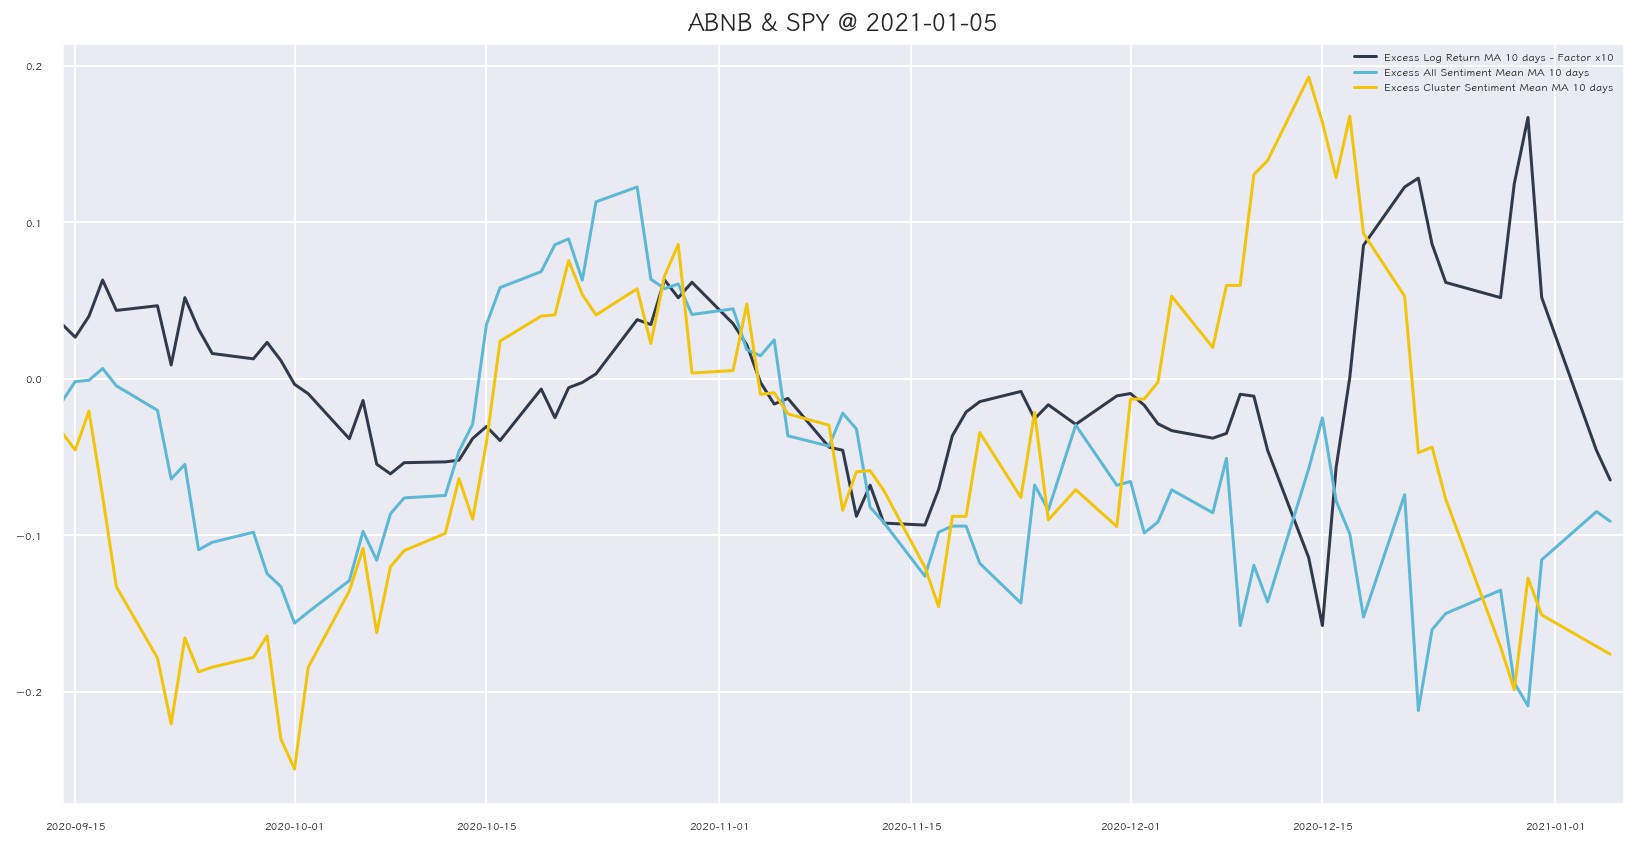 ABNB & SPY @ 2021-01-05
Excess Log Return MA 10 days - Factor x10
Excess All Sentiment Mean MA 10 days
Excess Cluster Sentiment Mean MA 10 days
0.2
0.1
0.0
−0.1
−0.2
2020-09-15 2020-10-01 2020-10-15 2020-11-01 2020-11-15 2020-12-01 2020-12-15 2021-01-01